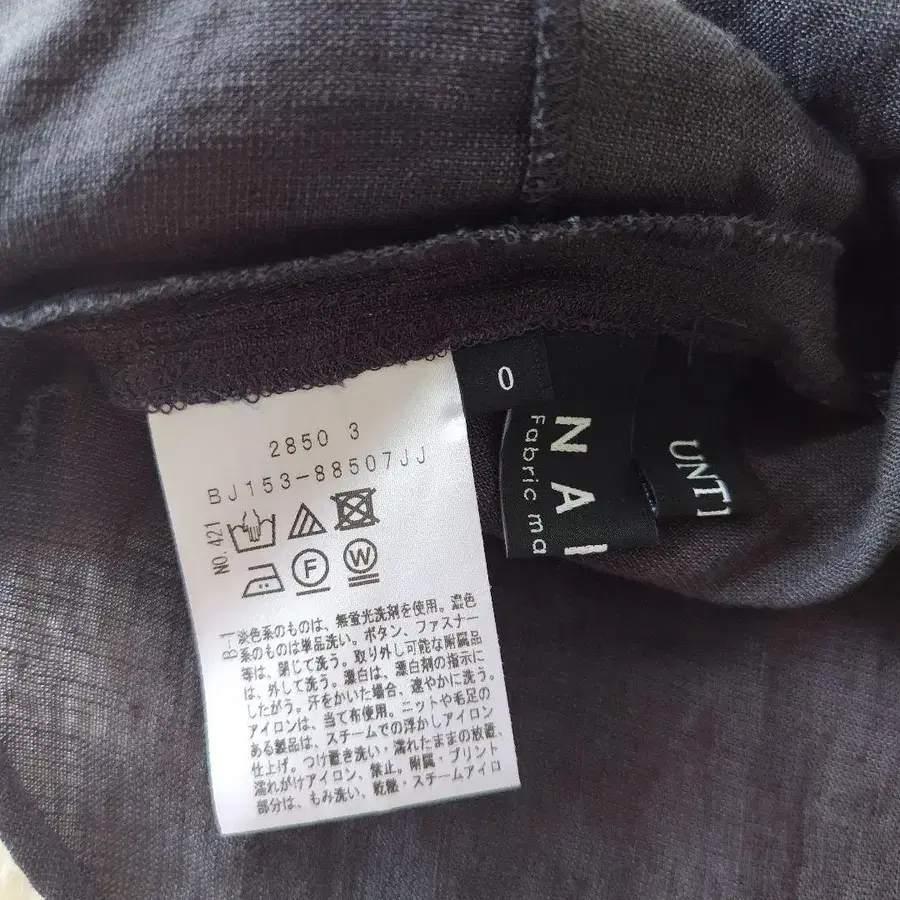 2850 3
BJ153-88507JJ
NO. 421
F
W
B-1
淡色系のものは、無蛍光洗剤を使用。濃色
系のものは単品洗い。ボタン、ファスナー
等は、閉じて洗う。取り外し可能な附属品
は、外して洗う。漂白は、漂白剤の指示に
したがう。汗をかいた場合、速やかに洗う。
アイロンは、当て布使用。ニットや毛足の
ある製品は、スチームでの浮かしアイロン
仕上げ。つけ置き洗い・濡れたままの放置、
濡れがけアイロン、禁止。附属・プリント
部分は、もみ洗い、乾燥・スチームアイロ
0
NA
Fabric ma
UNTI